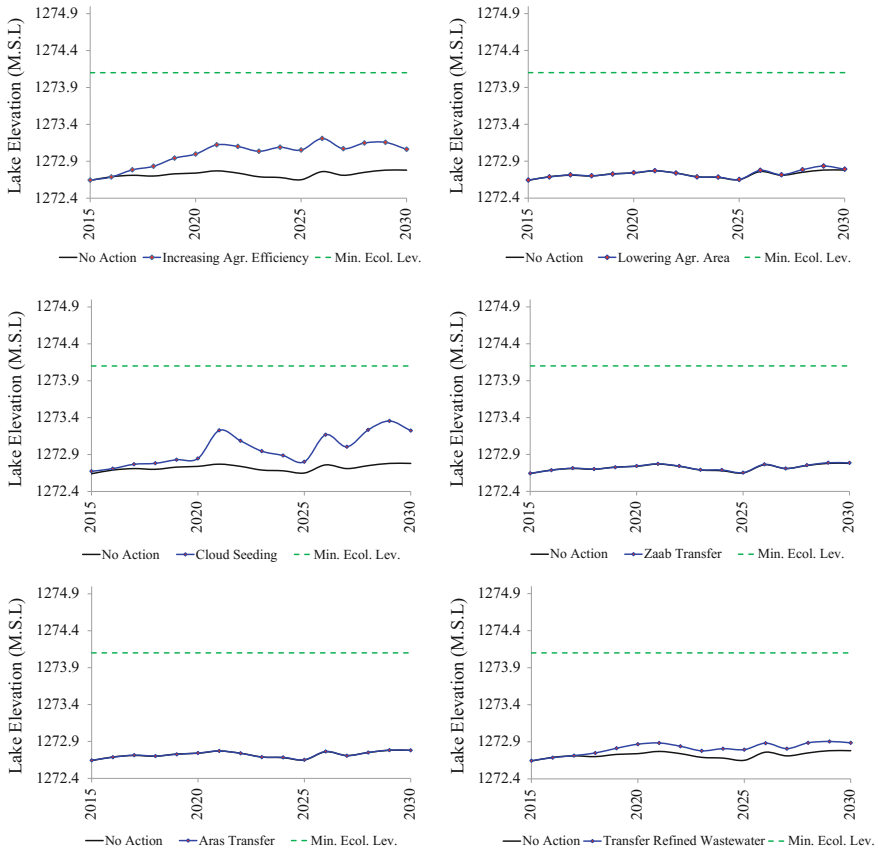 Lake Elevation (M.S.L)
1274.9
1274.4
1273.9
1273.4
1272.9
1272.4
2015
2020
2025
2030
No Action
Increasing Agr. Efficiency
Min. Ecol. Lev.
Lake Elevation (M.S.L)
1274.9
1274.4
1273.9
1273.4
1272.9
1272.4
2015
2020
2025
2030
No Action
Lowering Agr. Area
Min. Ecol. Lev.
Lake Elevation (M.S.L)
1274.9
1274.4
1273.9
1273.4
1272.9
1272.4
2015
2020
2025
2030
No Action
Cloud Seeding
Min. Ecol. Lev.
Lake Elevation (M.S.L)
1274.9
1274.4
1273.9
1273.4
1272.9
1272.4
2015
2020
2025
2030
No Action
Zaab Transfer
Min. Ecol. Lev.
Lake Elevation (M.S.L)
1274.9
1274.4
1273.9
1273.4
1272.9
1272.4
2015
2020
2025
2030
No Action
Aras Transfer
Min. Ecol. Lev.
Lake Elevation (M.S.L)
1274.9
1274.4
1273.9
1273.4
1272.9
1272.4
2015
2020
2025
2030
No Action
Transfer Refined Wastewater
Min. Ecol. Lev.